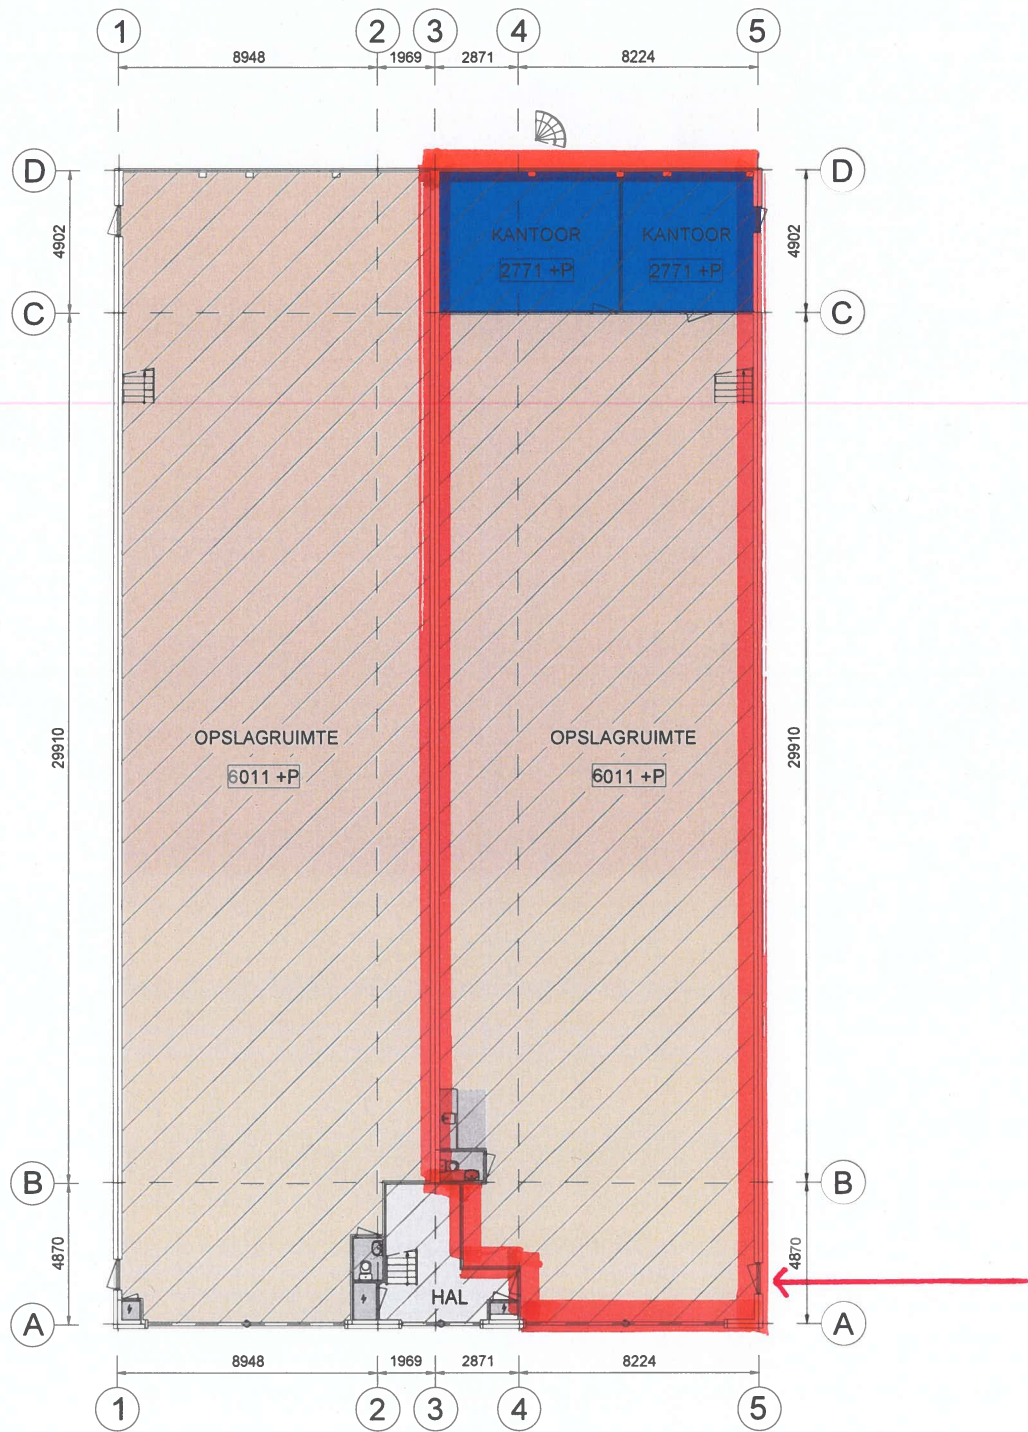 1 2 3 4 5
8948 1969 2871 8224
D D
4902 KANTOOR KANTOOR 4902
2771 +P 2771 +P
C C
29910 OPSLAGRUIMTE OPSLAGRUIMTE 29910
6011 +P 6011 +P
B B
4870 4870
HAL
A A
8948 1969 2871 8224
1 2 3 4 5